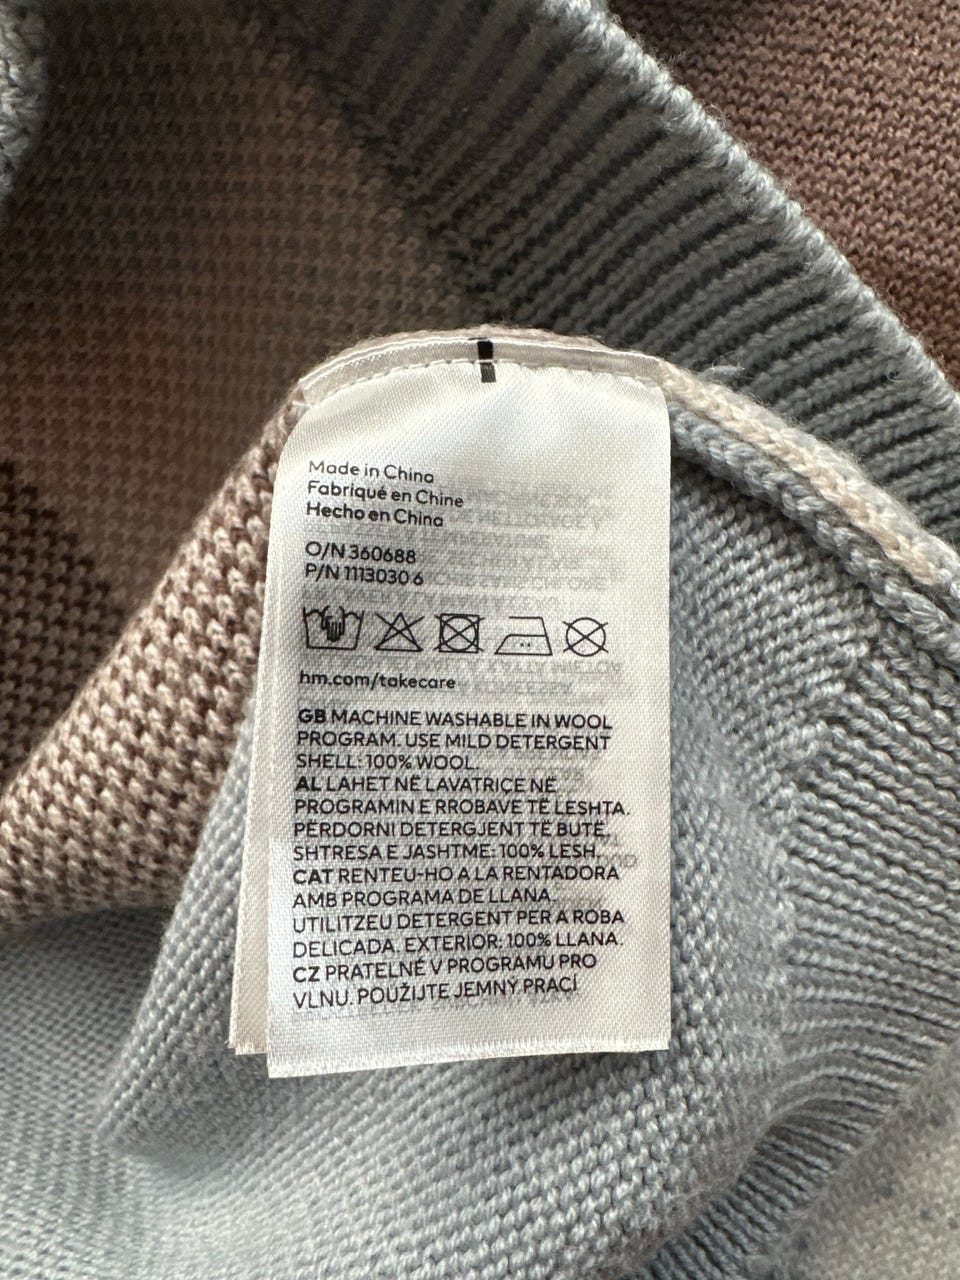 Made in China
Fabriqué en Chine
Hecho en China
O/N 360688
P/N 1113030 6
hm.com/takecare
GB MACHINE WASHABLE IN WOOL
PROGRAM. USE MILD DETERGENT
SHELL: 100% WOOL.
AL LAHET NË LAVATRIÇE NË
PROGRAMIN E RROBAVE TË LESHTA.
PËRDORNI DETERGJENT TË BUTË.
SHTRESA E JASHTME: 100% LESH.
CAT RENTEU-HO A LA RENTADORA
AMB PROGRAMA DE LLANA.
UTILITZEU DETERGENT PER A ROBA
DELICADA. EXTERIOR: 100% LLANA.
CZ PRATELNÉ V PROGRAMU PRO
VLNU. POUŽIJTE JEMNÝ PRACÍ